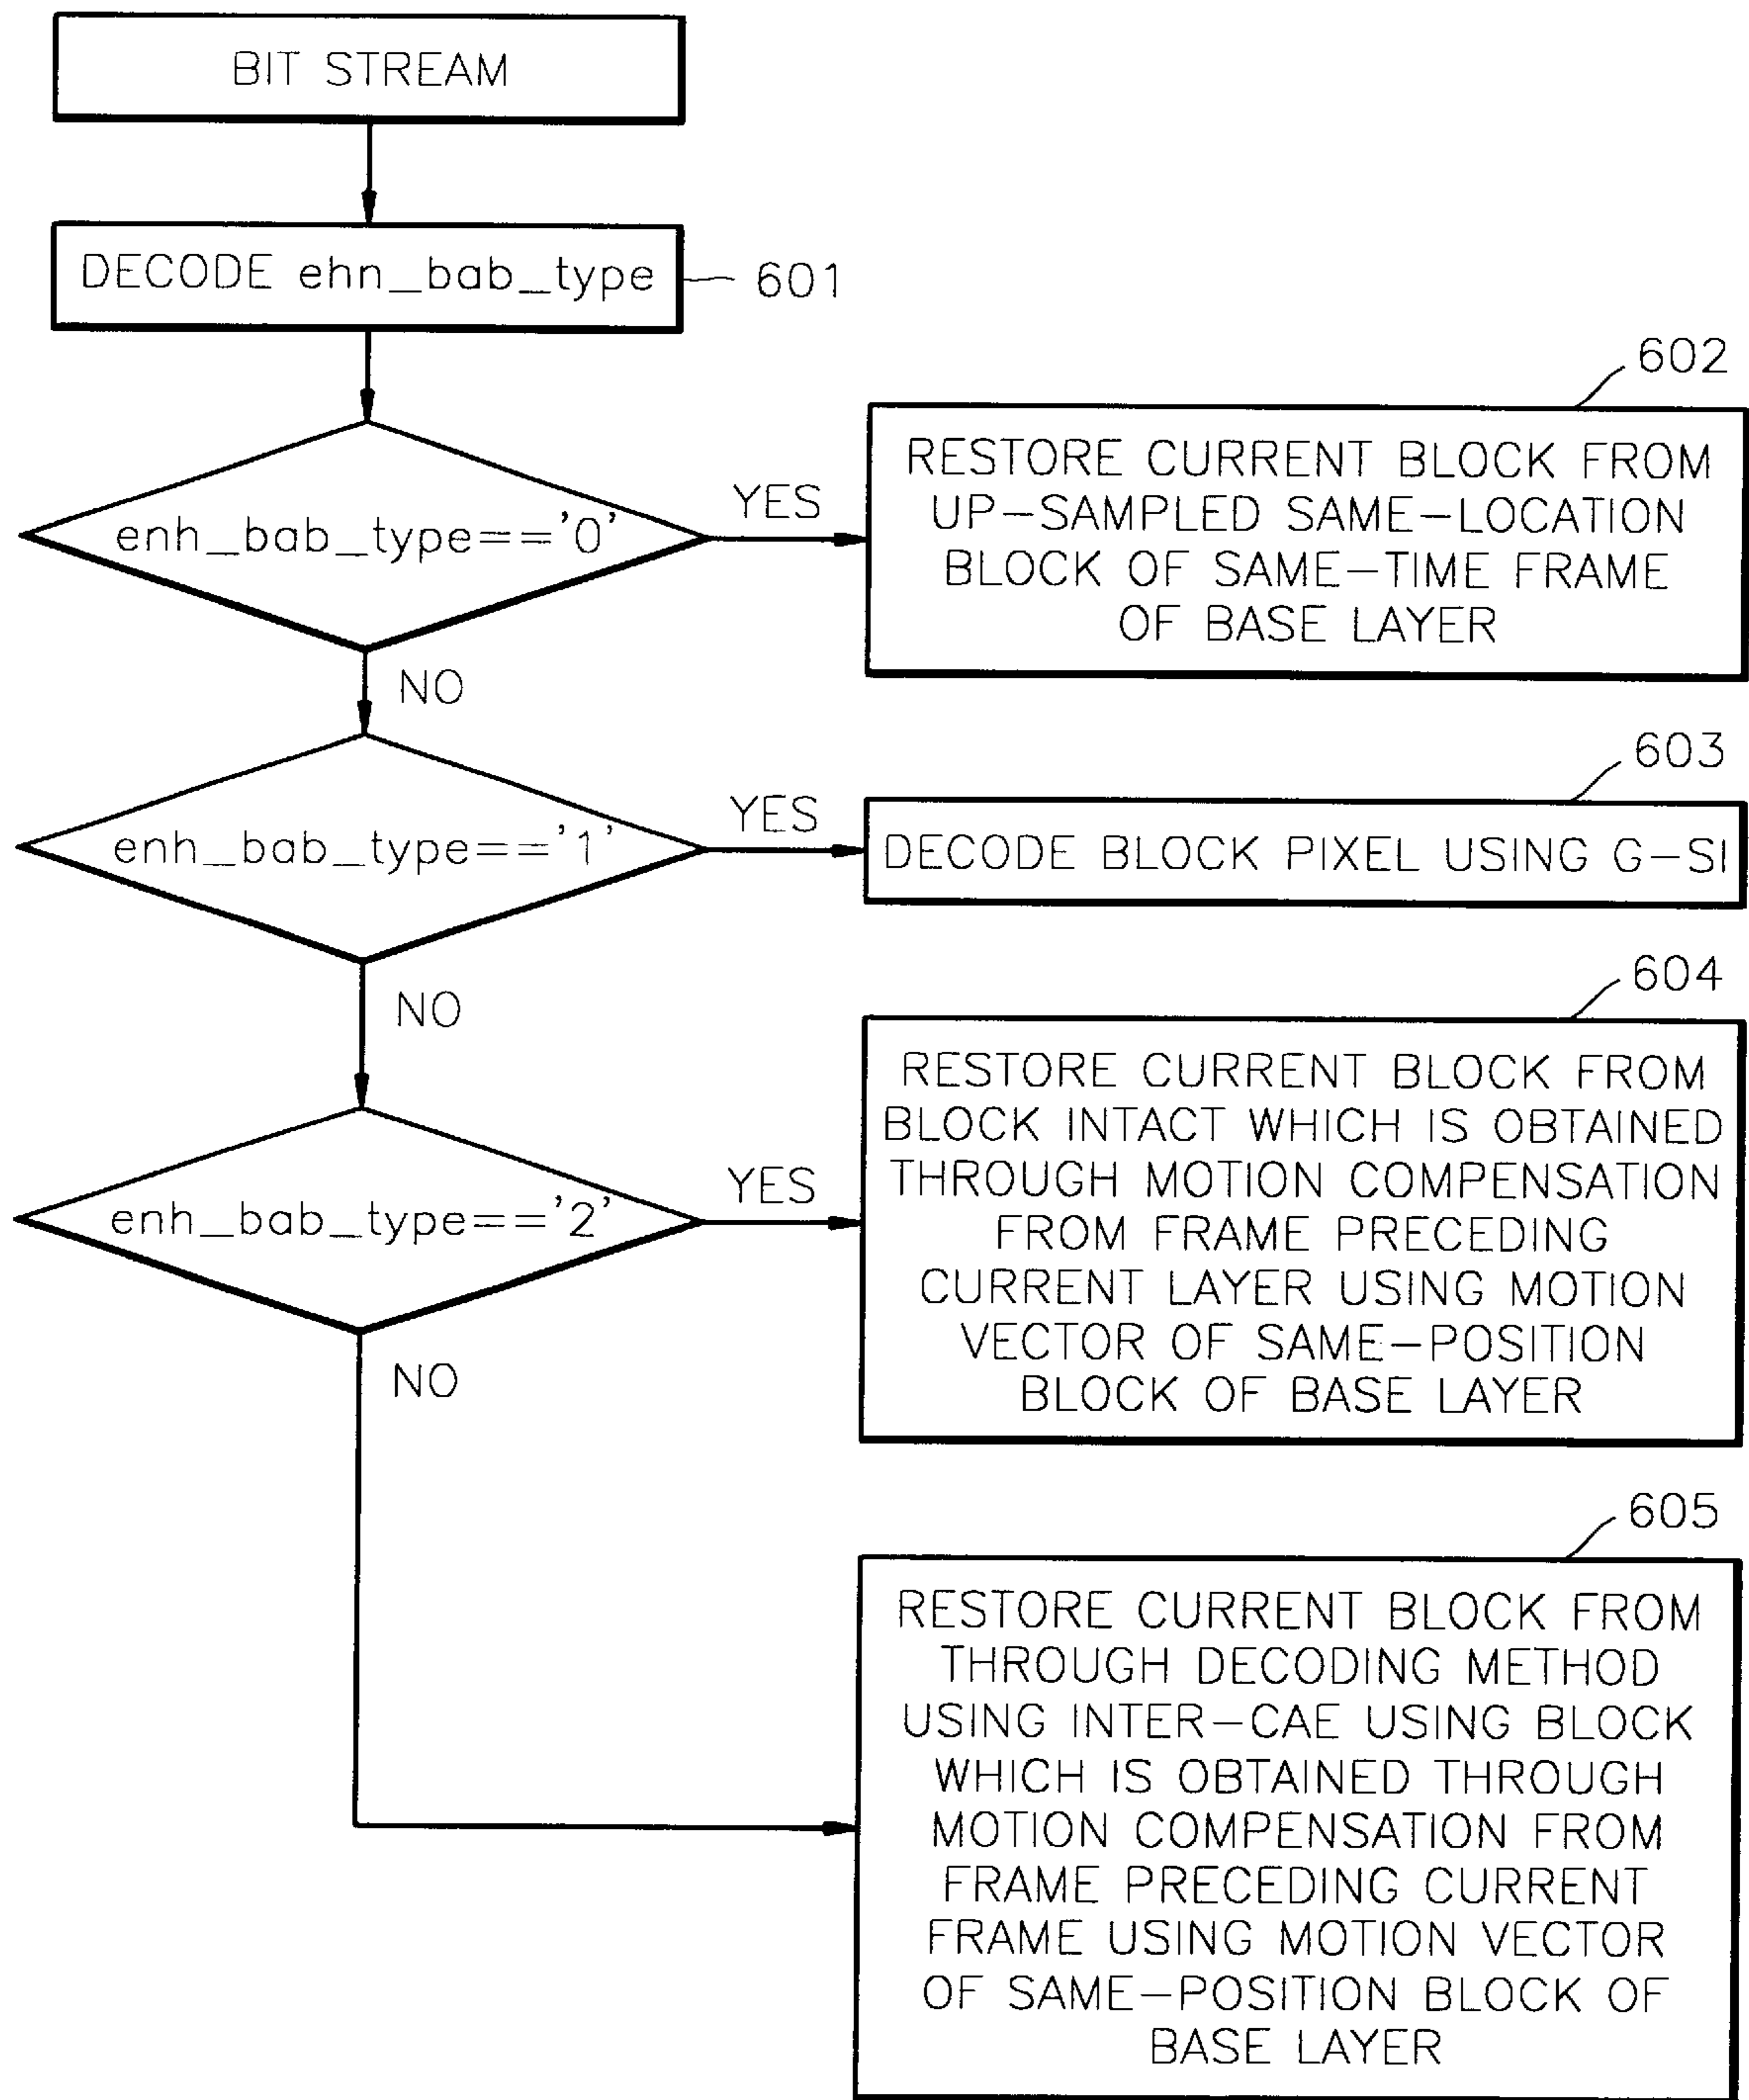 BIT STREAM
DECODE ehn_bab_type
601
602
enh_bab_type=='0'
YES
RESTORE CURRENT BLOCK FROM
UP-SAMPLED SAME-LOCATION
BLOCK OF SAME-TIME FRAME
OF BASE LAYER
NO
603
enh_bab_type=='1'
YES
DECODE BLOCK PIXEL USING G-SI
NO
604
enh_bab_type=='2'
YES
RESTORE CURRENT BLOCK FROM
BLOCK INTACT WHICH IS OBTAINED
THROUGH MOTION COMPENSATION
FROM FRAME PRECEDING
CURRENT LAYER USING MOTION
VECTOR OF SAME-POSITION
BLOCK OF BASE LAYER
NO
605
RESTORE CURRENT BLOCK FROM
THROUGH DECODING METHOD
USING INTER-CAE USING BLOCK
WHICH IS OBTAINED THROUGH
MOTION COMPENSATION FROM
FRAME PRECEDING CURRENT
FRAME USING MOTION VECTOR
OF SAME-POSITION BLOCK OF
BASE LAYER